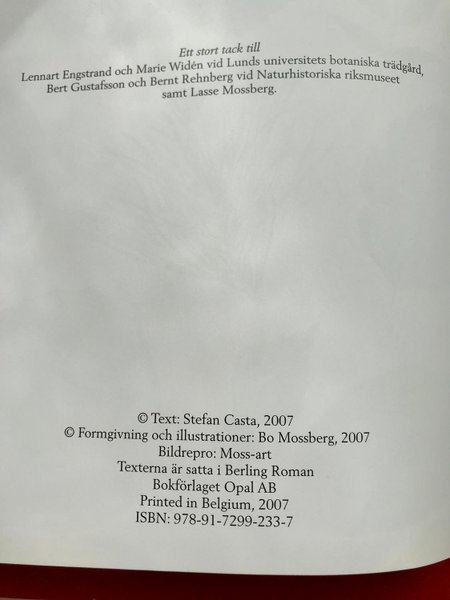 Ett stort tack till
Lennart Engstrand och Marie Widén vid Lunds universitets botaniska trädgård,
Bert Gustafsson och Bernt Rehnberg vid Naturhistoriska riksmuseet
samt Lasse Mossberg.
© Text: Stefan Casta, 2007
© Formgivning och illustrationer: Bo Mossberg, 2007
Bildrepro: Moss-art
Texterna är satta i Berling Roman
Bokförlaget Opal AB
Printed in Belgium, 2007
ISBN: 978-91-7299-233-7